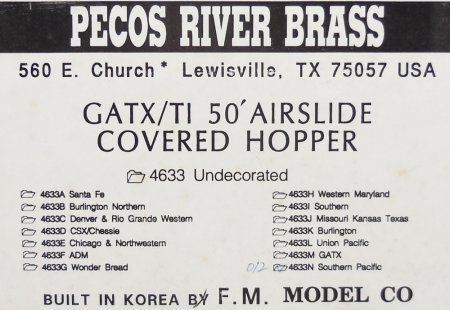 PECOS RIVER BRASS
560 E. Church * Lewisville, TX 75057 USA
GATX/TI 50' AIRSLIDE
COVERED HOPPER
4633 Undecorated
4633A Santa Fe
4633B Burlington Northern
4633C Denver & Rio Grande Western
4633D CSX/Chessie
4633E Chicago & Northwestern
4633F ADM
4633G Wonder Bread
4633H Western Maryland
4633I Southern
4633J Missouri Kansas Texas
4633K Burlington
4633L Union Pacific
4633M GATX
4633N Southern Pacific
BUILT IN KOREA BY F.M. MODEL CO